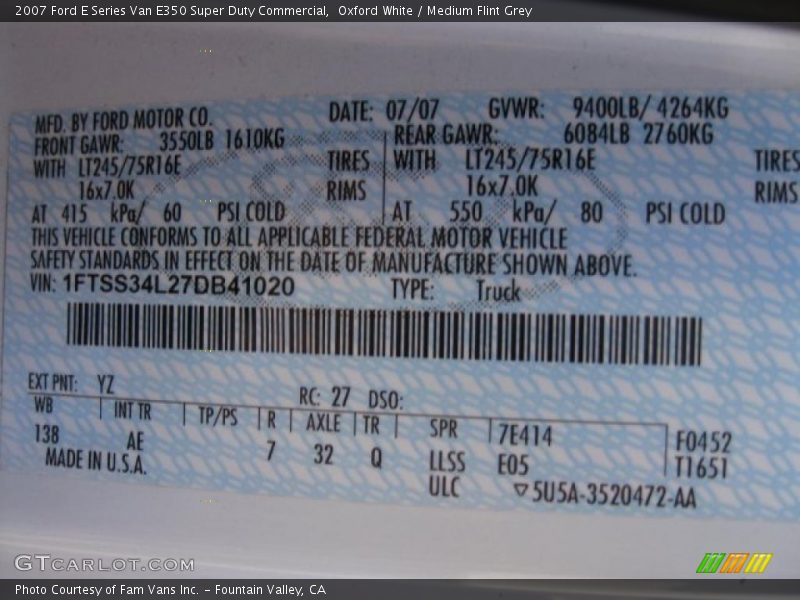 2007 Ford E Series Van E350 Super Duty Commercial,  Oxford White / Medium Flint Grey
MFD. BY FORD MOTOR CO. DATE: 07/07 GVWR: 9400LB/ 4264KG
FRONT GAWR: 3550LB 1610KG REAR GAWR: 6084LB 2760KG
WITH LT245/75R16E TIRES WITH LT245/75R16E TIRES
16x7.0K RIMS 16x7.0K RIMS
AT 415 kPa/ 60 PSI COLD AT 550 kPa/ 80 PSI COLD
THIS VEHICLE CONFORMS TO ALL APPLICABLE FEDERAL MOTOR VEHICLE
SAFETY STANDARDS IN EFFECT ON THE DATE OF MANUFACTURE SHOWN ABOVE.
VIN: 1FTSS34L27DB41020 TYPE: Truck
EXT PNT: YZ RC: 27 DSO:
WB INT TR TP/PS R AXLE TR SPR 7E414 F0452
138 AE 7 32 Q LLSS E05 T1651
MADE IN U.S.A. ULC ▽5U5A-3520472-AA
GTCARLOT.COM
Photo Courtesy of Fam Vans Inc. – Fountain Valley, CA